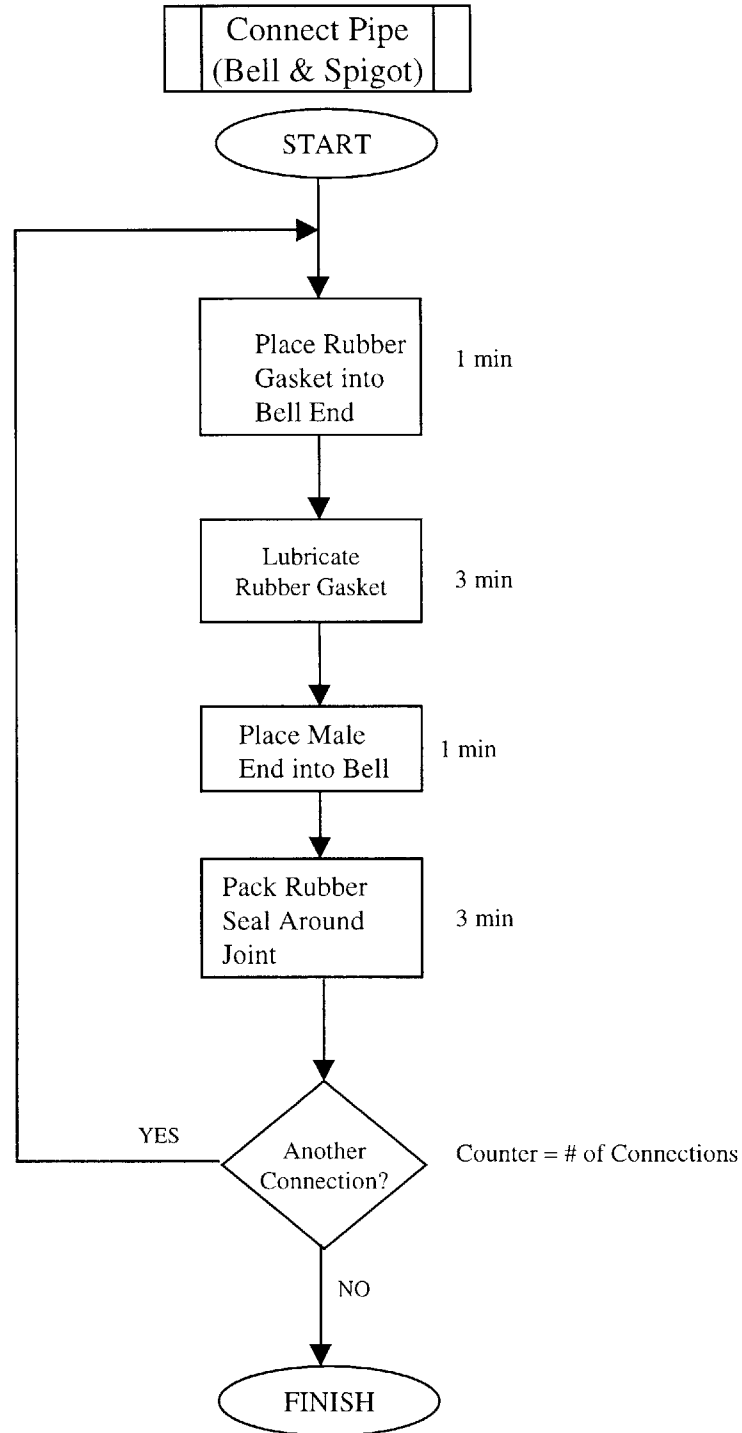 Connect Pipe
(Bell & Spigot)
START
Place Rubber
Gasket into
Bell End
1 min
Lubricate
Rubber Gasket
3 min
Place Male
End into Bell
1 min
Pack Rubber
Seal Around
Joint
3 min
YES
Another
Connection?
Counter = # of Connections
NO
FINISH